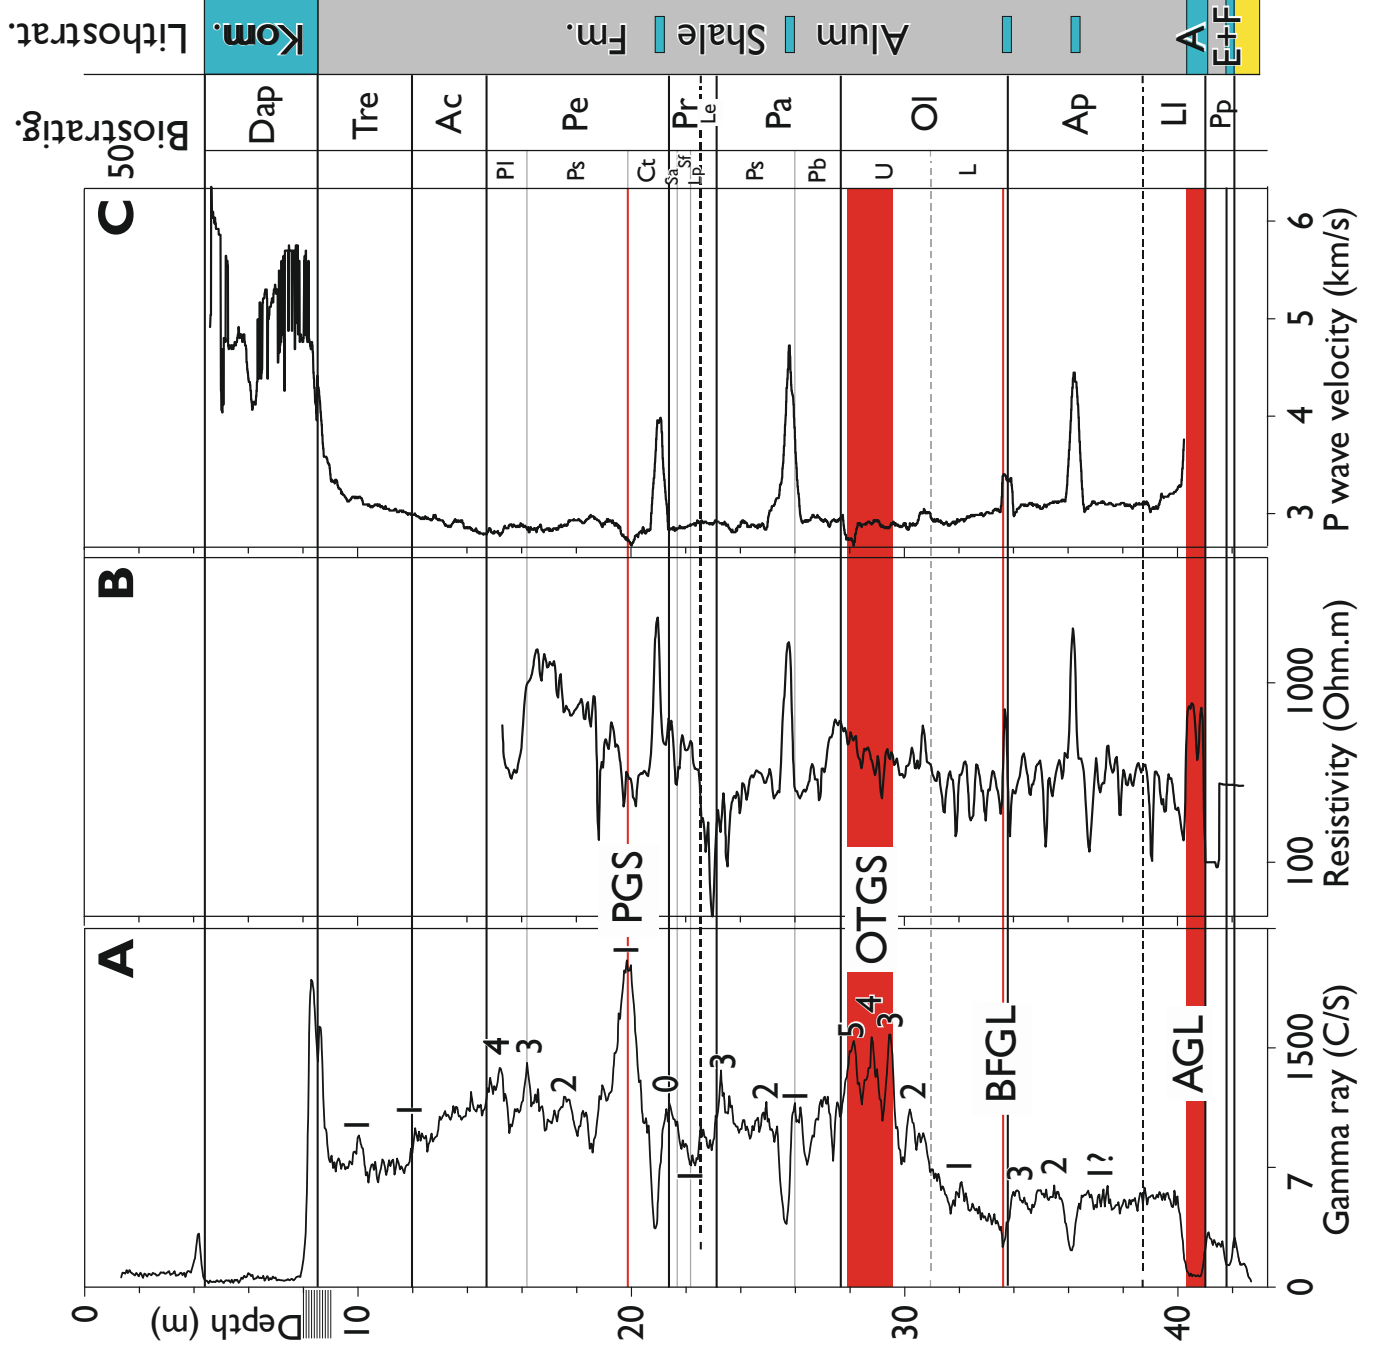 Lithostrat.
Kom.
Fm.
Shale
Alum
A
E+F
Biostratig.
50
Dap
Tre
Ac
Pe
Pr
Le
Pa
Ol
Ap
Ll
Pp
Pl
Ps
Ct
Sa
Sf
Lp
Ps
Pb
U
L
C
6
5
4
3
P wave velocity (km/s)
B
1000
100
Resistivity (Ohm.m)
PGS
OTGS
A
1
1
4
3
2
1
0
1
3
2
1
5
4
3
2
1
BFGL
3
2
1?
AGL
1500
7
0
Gamma ray (C/S)
Depth (m)
0
10
20
30
40